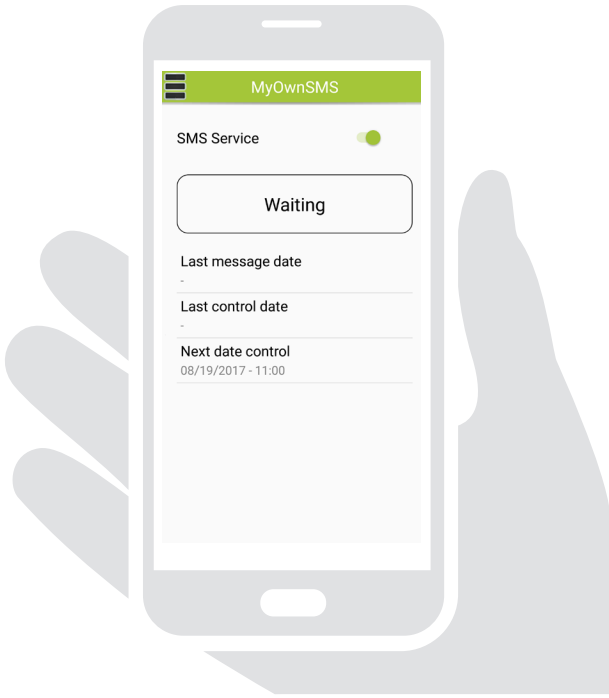 MyOwnSMS
SMS Service
Waiting
Last message date
-
Last control date
-
Next date control
08/19/2017 - 11:00